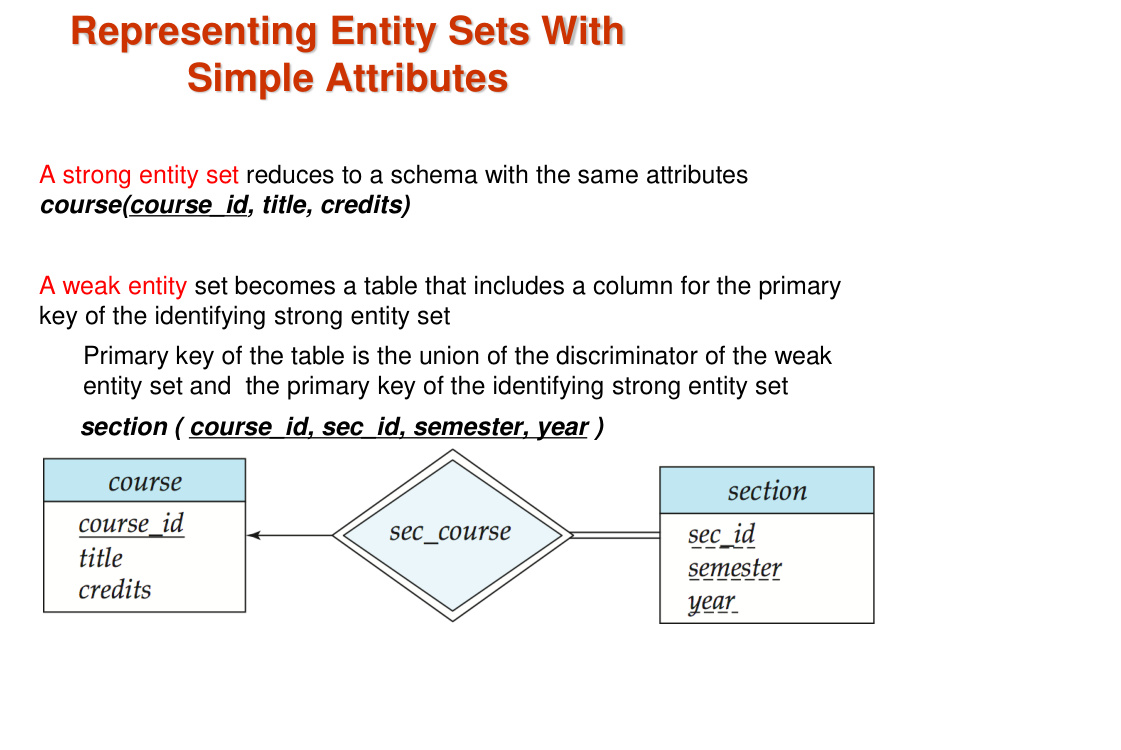 Representing Entity Sets With
Simple Attributes
A strong entity set reduces to a schema with the same attributes
course(course_id, title, credits)
A weak entity set becomes a table that includes a column for the primary
key of the identifying strong entity set
Primary key of the table is the union of the discriminator of the weak
entity set and  the primary key of the identifying strong entity set
section ( course_id, sec_id, semester, year )
course
course_id
title
credits
sec_course
section
sec_id
semester
year